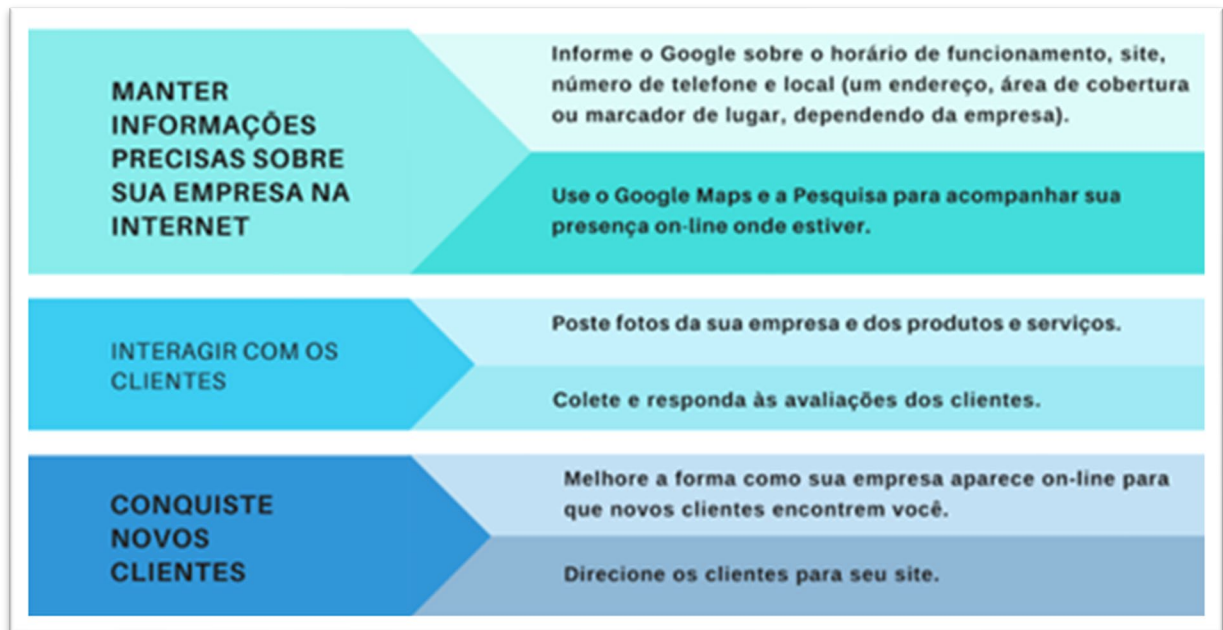 MANTER
INFORMAÇÕES
PRECISAS SOBRE
SUA EMPRESA NA
INTERNET
Informe o Google sobre o horário de funcionamento, site,
número de telefone e local (um endereço, área de cobertura
ou marcador de lugar, dependendo da empresa).
Use o Google Maps e a Pesquisa para acompanhar sua
presença on-line onde estiver.
INTERAGIR COM OS
CLIENTES
Poste fotos da sua empresa e dos produtos e serviços.
Colete e responda às avaliações dos clientes.
CONQUISTE
NOVOS
CLIENTES
Melhore a forma como sua empresa aparece on-line para
que novos clientes encontrem você.
Direcione os clientes para seu site.